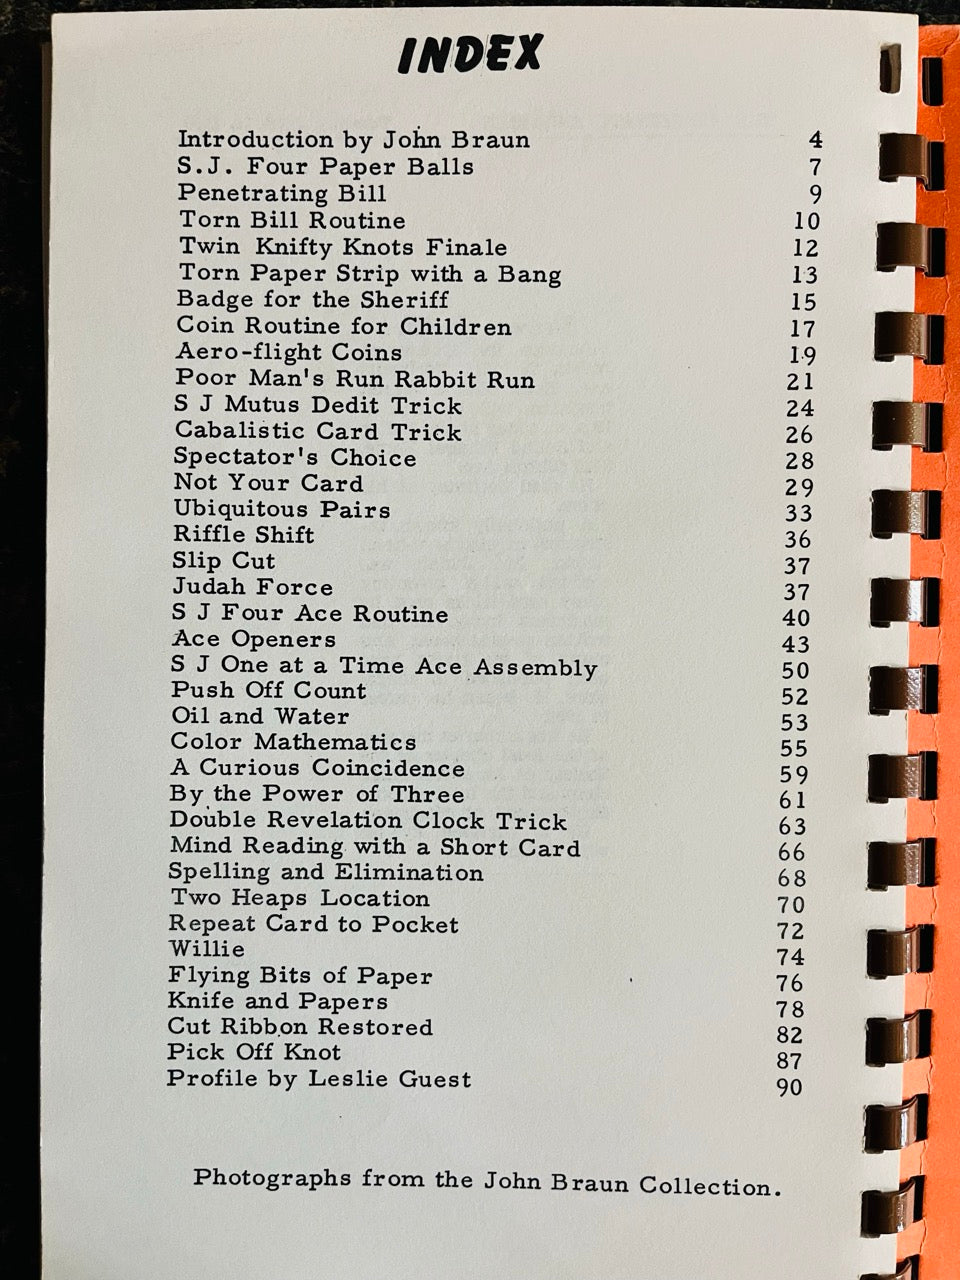 INDEX
Introduction by John Braun 4
S.J. Four Paper Balls 7
Penetrating Bill 9
Torn Bill Routine 10
Twin Knifty Knots Finale 12
Torn Paper Strip with a Bang 13
Badge for the Sheriff 15
Coin Routine for Children 17
Aero-flight Coins 19
Poor Man's Run Rabbit Run 21
S J Mutus Dedit Trick 24
Cabalistic Card Trick 26
Spectator's Choice 28
Not Your Card 29
Ubiquitous Pairs 33
Riffle Shift 36
Slip Cut 37
Judah Force 37
S J Four Ace Routine 40
Ace Openers 43
S J One at a Time Ace Assembly 50
Push Off Count 52
Oil and Water 53
Color Mathematics 55
A Curious Coincidence 59
By the Power of Three 61
Double Revelation Clock Trick 63
Mind Reading with a Short Card 66
Spelling and Elimination 68
Two Heaps Location 70
Repeat Card to Pocket 72
Willie 74
Flying Bits of Paper 76
Knife and Papers 78
Cut Ribbon Restored 82
Pick Off Knot 87
Profile by Leslie Guest 90
Photographs from the John Braun Collection.